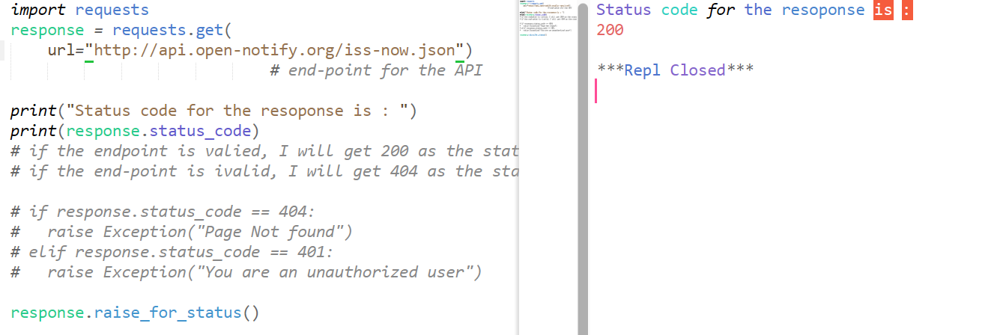 import requests
response = requests.get(
    url="http://api.open-notify.org/iss-now.json")
                            # end-point for the API
print("Status code for the resoponse is : ")
print(response.status_code)
# if the endpoint is valied, I will get 200 as the stat
# if the end-point is ivalid, I will get 404 as the sta
# if response.status_code == 404:
#   raise Exception("Page Not found")
# elif response.status_code == 401:
#   raise Exception("You are an unauthorized user")
response.raise_for_status()
Status code for the resoponse is :
200
***Repl Closed***